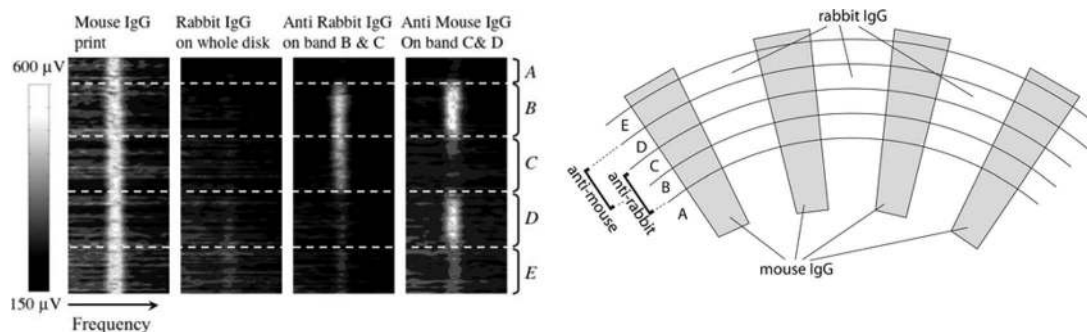 Mouse IgG
print
Rabbit IgG
on whole disk
Anti Rabbit IgG
on band B & C
Anti Mouse IgG
On band C& D
600 μV
150 μV
Frequency
A
B
C
D
E
rabbit IgG
E
D
C
B
A
anti-mouse
anti-rabbit
mouse IgG